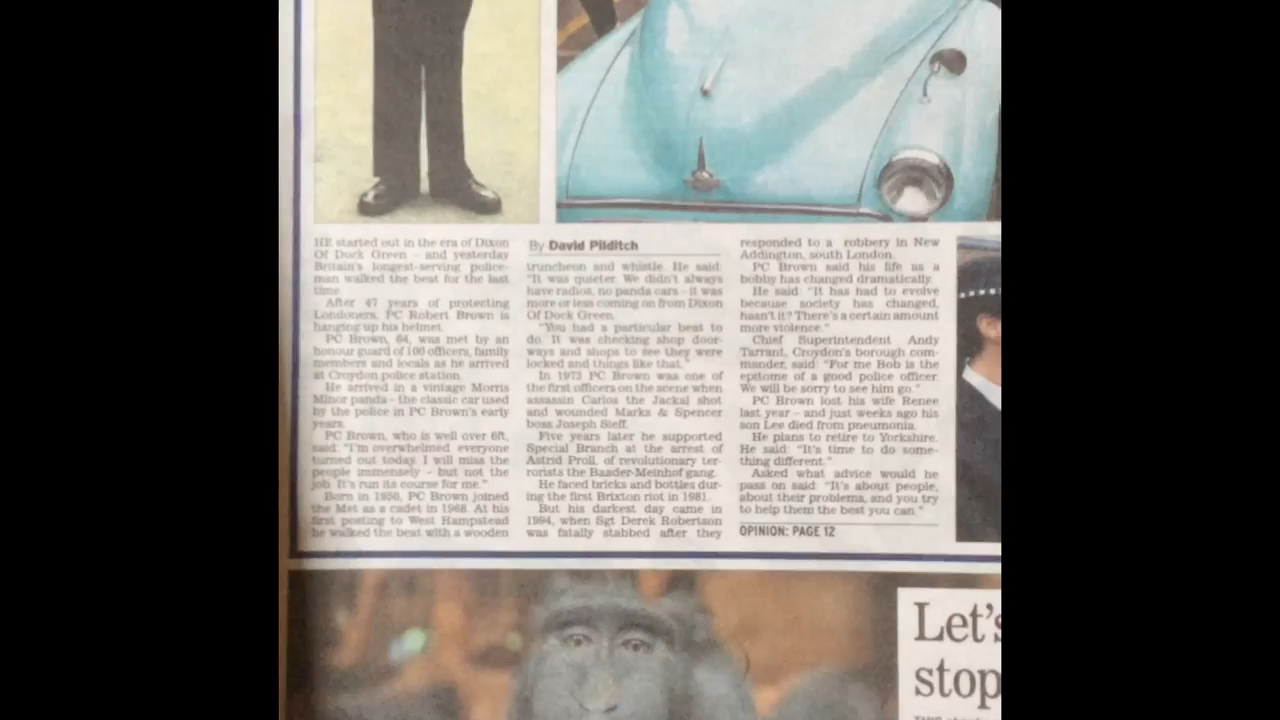 HE started out in the era of Dixon
Of Dock Green – and yesterday
Britain's longest-serving police-
man walked the beat for the last
time.
After 47 years of protecting
Londoners, PC Robert Brown is
hanging up his helmet.
PC Brown, 64, was met by an
honour guard of 100 officers, family
members and locals as he arrived
at Croydon police station.
He arrived in a vintage Morris
Minor panda – the classic car used
by the police in PC Brown's early
years.
PC Brown, who is well over 6ft,
said: "I'm overwhelmed everyone
turned out today. I will miss the
people immensely – but not the
job. It's run its course for me."
Born in 1950, PC Brown joined
the Met as a cadet in 1968. At his
first posting to West Hampstead
he walked the beat with a wooden
By David Pilditch
truncheon and whistle. He said:
"It was quieter. We didn't always
have radios, no panda cars – it was
more or less coming on from Dixon
Of Dock Green.
"You had a particular beat to
do. It was checking shop door-
ways and shops to see they were
locked and things like that."
In 1973 PC Brown was one of
the first officers on the scene when
assassin Carlos the Jackal shot
and wounded Marks & Spencer
boss Joseph Sieff.
Five years later he supported
Special Branch at the arrest of
Astrid Proll, of revolutionary ter-
rorists the Baader-Meinhof gang.
He faced bricks and bottles dur-
ing the first Brixton riot in 1981.
But his darkest day came in
1994, when Sgt Derek Robertson
was fatally stabbed after they
responded to a robbery in New
Addington, south London.
PC Brown said his life as a
bobby has changed dramatically.
He said: "It has had to evolve
because society has changed,
hasn't it? There's a certain amount
more violence."
Chief Superintendent Andy
Tarrant, Croydon's borough com-
mander, said: "For me Bob is the
epitome of a good police officer.
We will be sorry to see him go."
PC Brown lost his wife Renee
last year – and just weeks ago his
son Lee died from pneumonia.
He plans to retire to Yorkshire.
He said: "It's time to do some-
thing different."
Asked what advice would he
pass on said: "It's about people,
about their problems, and you try
to help them the best you can."
OPINION: PAGE 12
Let's
stop